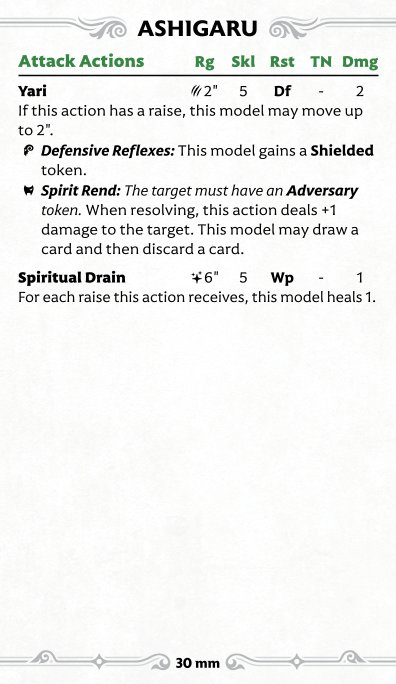 ASHIGARU
Attack Actions Rg Skl Rst TN Dmg
Yari 2" 5 Df - 2
If this action has a raise, this model may move up
to 2".
Defensive Reflexes: This model gains a Shielded
token.
Spirit Rend: The target must have an Adversary
token. When resolving, this action deals +1
damage to the target. This model may draw a
card and then discard a card.
Spiritual Drain 6" 5 Wp - 1
For each raise this action receives, this model heals 1.
30 mm